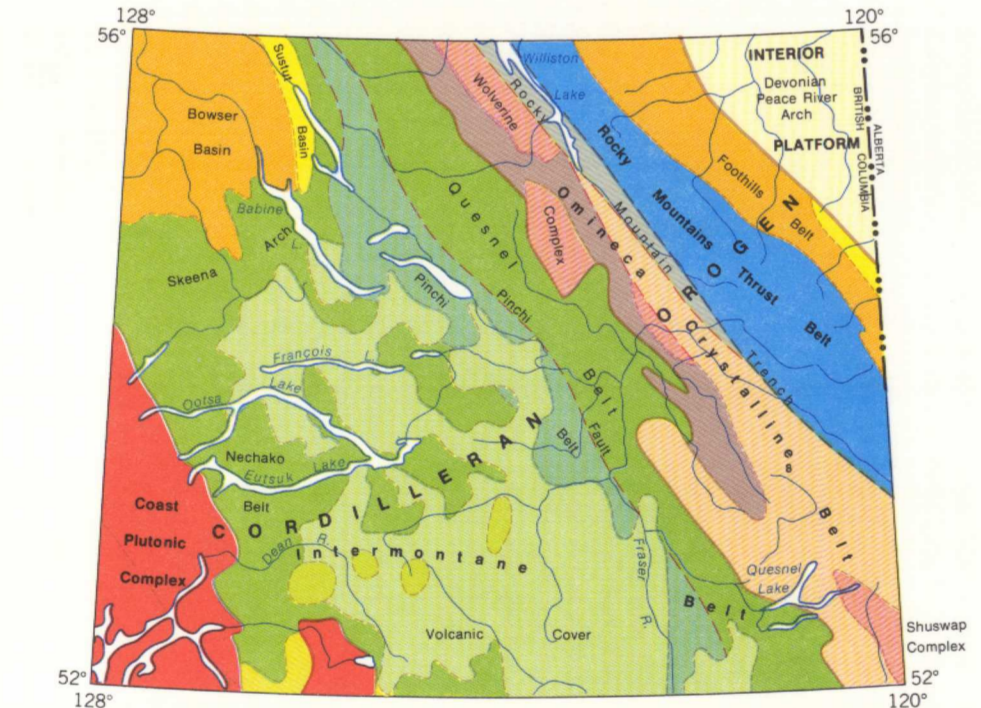 128°
120°
56°
56°
INTERIOR
Devonian
Peace River
Arch
PLATFORM
BRITISH
COLUMBIA
ALBERTA
Williston
Lake
Sustut
Basin
Bowser
Basin
Wolverine
Complex
Rocky
Mountain
Trench
Rocky
Mountains
Thrust
Belt
Foothills
Belt
OROGEN
Omineca
Crystallines
Belt
Quesnel
Belt
Babine
L.
Arch
Skeena
Pinchi
Belt
Pinchi
Fault
François L.
Ootsa Lake
Nechako
Belt
Eutsuk Lake
CORDILLERAN
Dean R.
Intermontane
Belt
Coast
Plutonic
Complex
Fraser
R.
Quesnel
Lake
Shuswap
Complex
Volcanic Cover
52°
52°
128°
120°